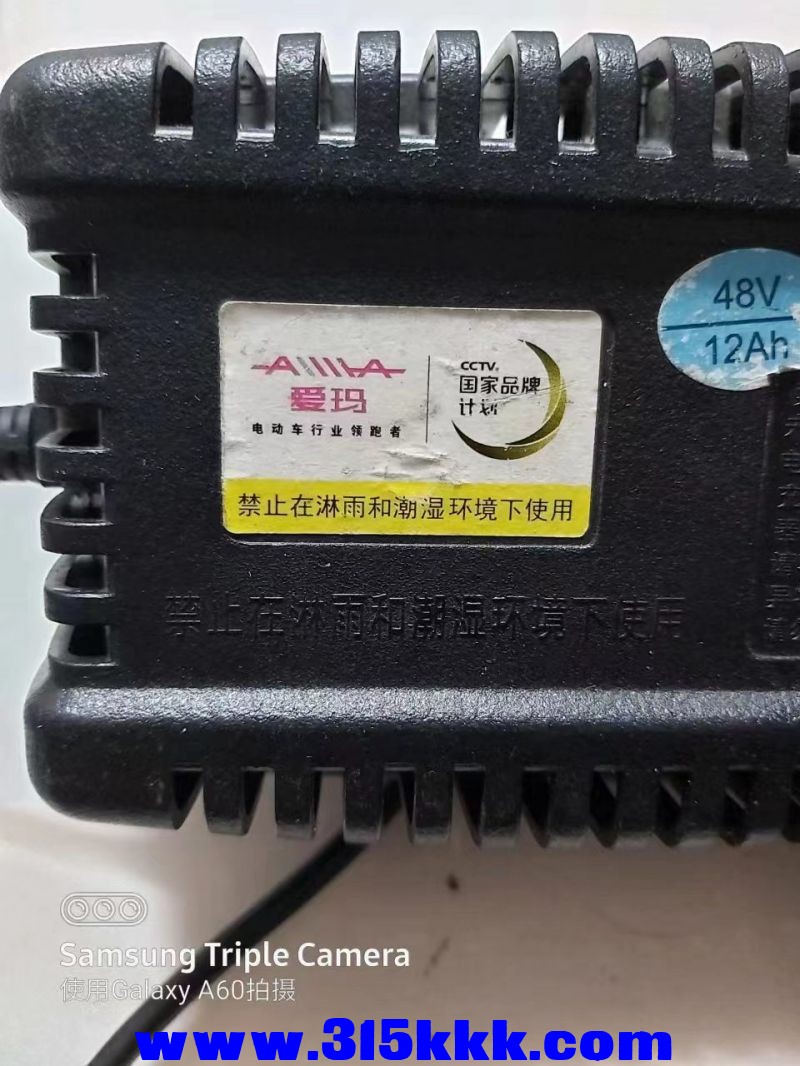 48V
12Ah
AIMA
爱玛
电动车行业领跑者
CCTV
国家品牌
计划
禁止在淋雨和潮湿环境下使用
禁止在淋雨和潮湿环境下使用
Samsung Triple Camera
使用Galaxy A60拍摄
www.315kkk.com